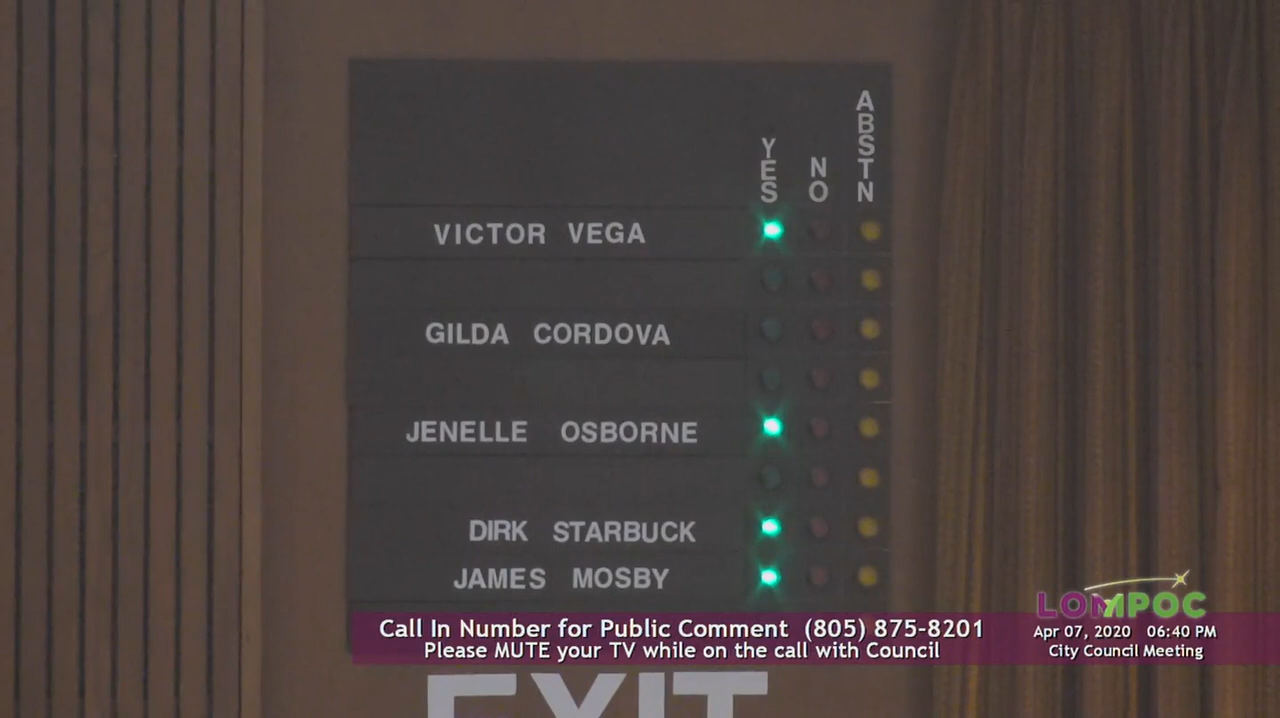 YES NO ABSTN
VICTOR VEGA
GILDA CORDOVA
JENELLE OSBORNE
DIRK STARBUCK
JAMES MOSBY
Call In Number for Public Comment (805) 875-8201
Please MUTE your TV while on the call with Council
LOMPOC
Apr 07, 2020 06:40 PM
City Council Meeting
EXIT